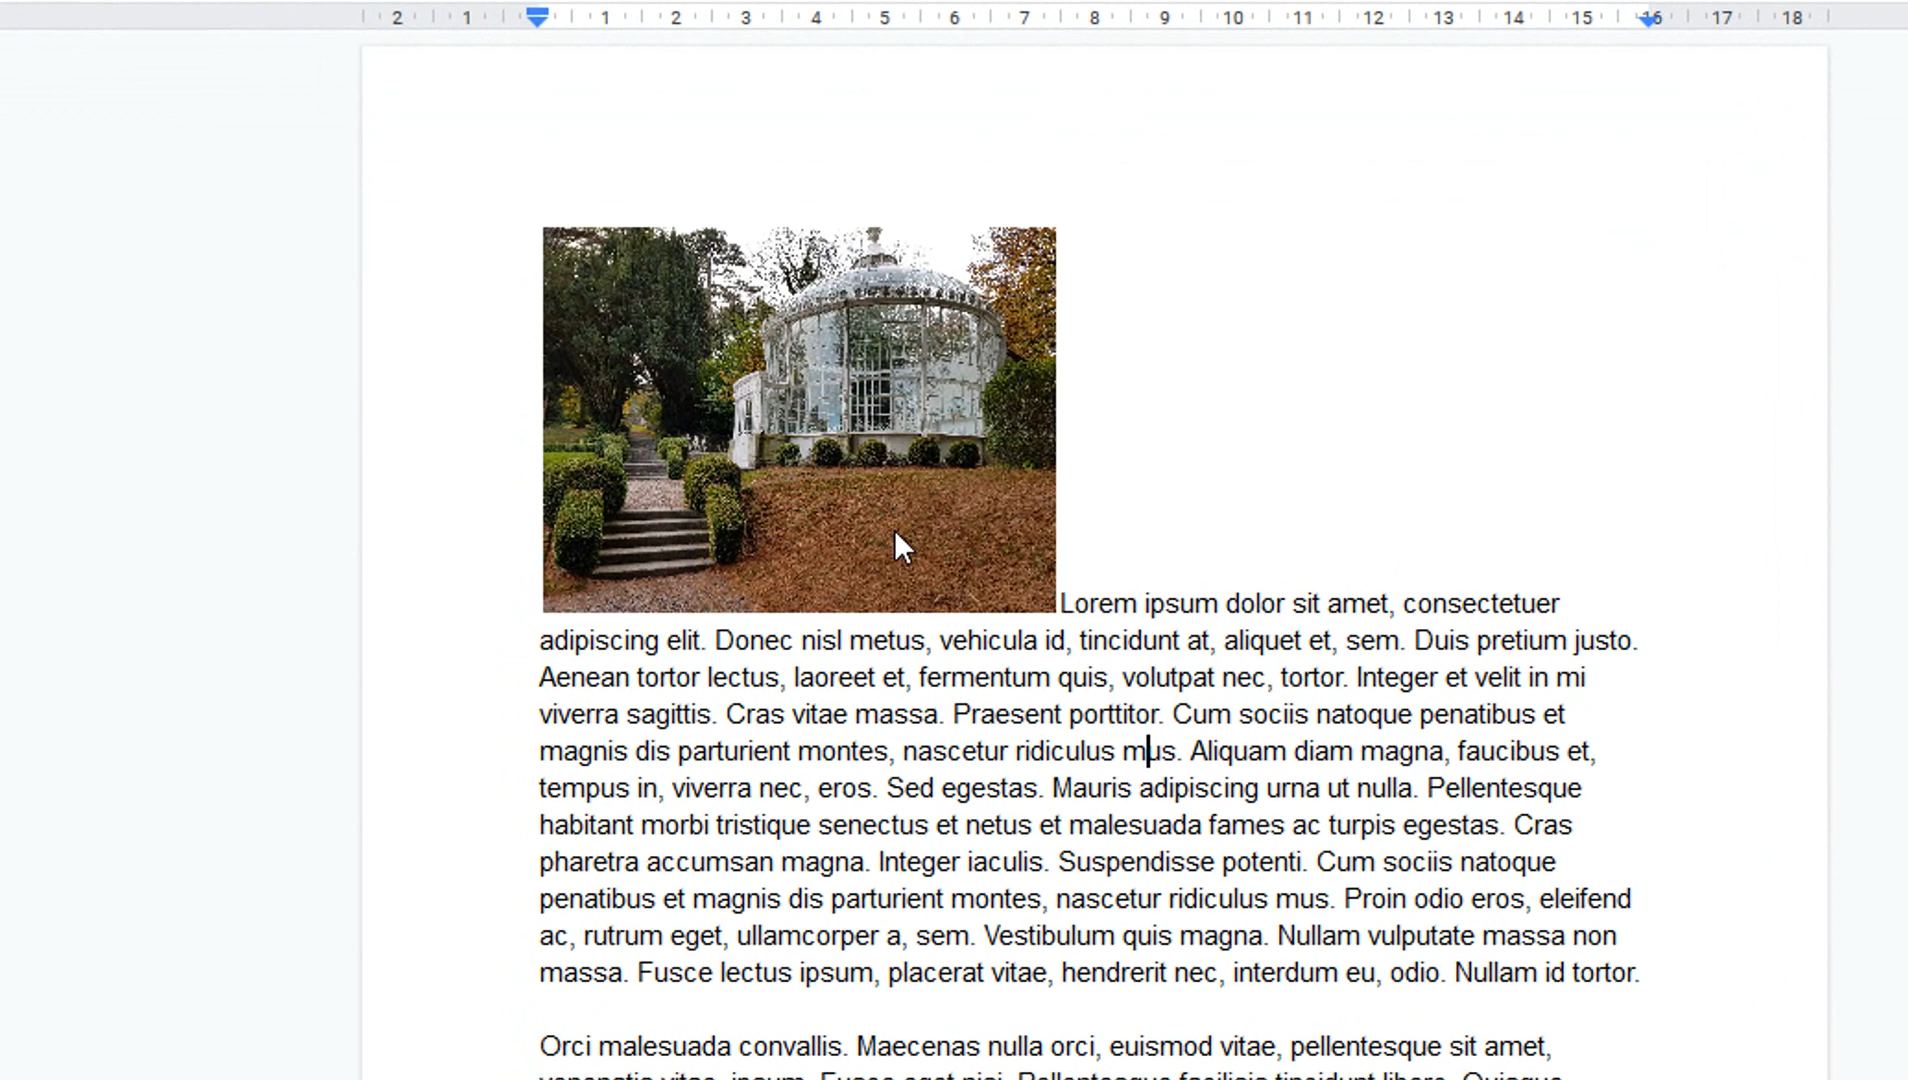 2 1 1 2 3 4 5 6 7 8 9 10 11 12 13 14 15 16 17 18
Lorem ipsum dolor sit amet, consectetuer
adipiscing elit. Donec nisl metus, vehicula id, tincidunt at, aliquet et, sem. Duis pretium justo.
Aenean tortor lectus, laoreet et, fermentum quis, volutpat nec, tortor. Integer et velit in mi
viverra sagittis. Cras vitae massa. Praesent porttitor. Cum sociis natoque penatibus et
magnis dis parturient montes, nascetur ridiculus mus. Aliquam diam magna, faucibus et,
tempus in, viverra nec, eros. Sed egestas. Mauris adipiscing urna ut nulla. Pellentesque
habitant morbi tristique senectus et netus et malesuada fames ac turpis egestas. Cras
pharetra accumsan magna. Integer iaculis. Suspendisse potenti. Cum sociis natoque
penatibus et magnis dis parturient montes, nascetur ridiculus mus. Proin odio eros, eleifend
ac, rutrum eget, ullamcorper a, sem. Vestibulum quis magna. Nullam vulputate massa non
massa. Fusce lectus ipsum, placerat vitae, hendrerit nec, interdum eu, odio. Nullam id tortor.
Orci malesuada convallis. Maecenas nulla orci, euismod vitae, pellentesque sit amet,